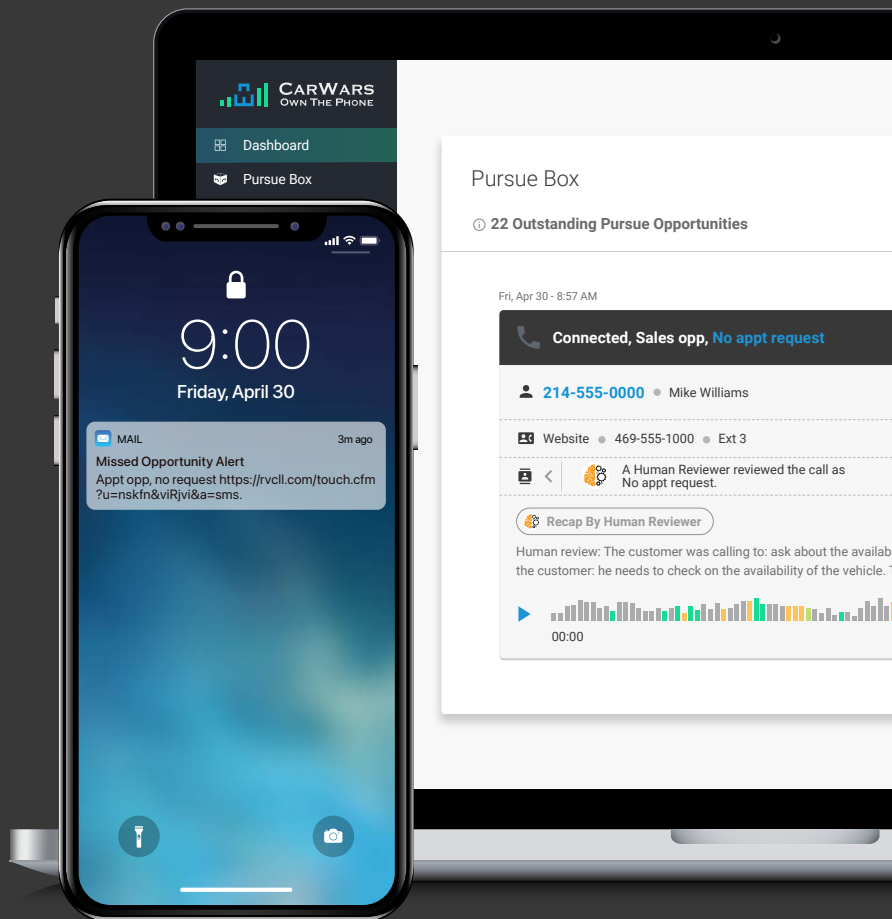 CARWARS
OWN THE PHONE
Dashboard
Pursue Box
Pursue Box
22 Outstanding Pursue Opportunities
Fri, Apr 30 - 8:57 AM
Connected, Sales opp, No appt request
214-555-0000 Mike Williams
Website 469-555-1000 Ext 3
A Human Reviewer reviewed the call as
No appt request.
Recap By Human Reviewer
Human review: The customer was calling to: ask about the availab
the customer: he needs to check on the availability of the vehicle. T
00:00
9:00
Friday, April 30
MAIL 3m ago
Missed Opportunity Alert
Appt opp, no request https://rvcll.com/touch.cfm
?u=nskfn&viRjvi&a=sms.